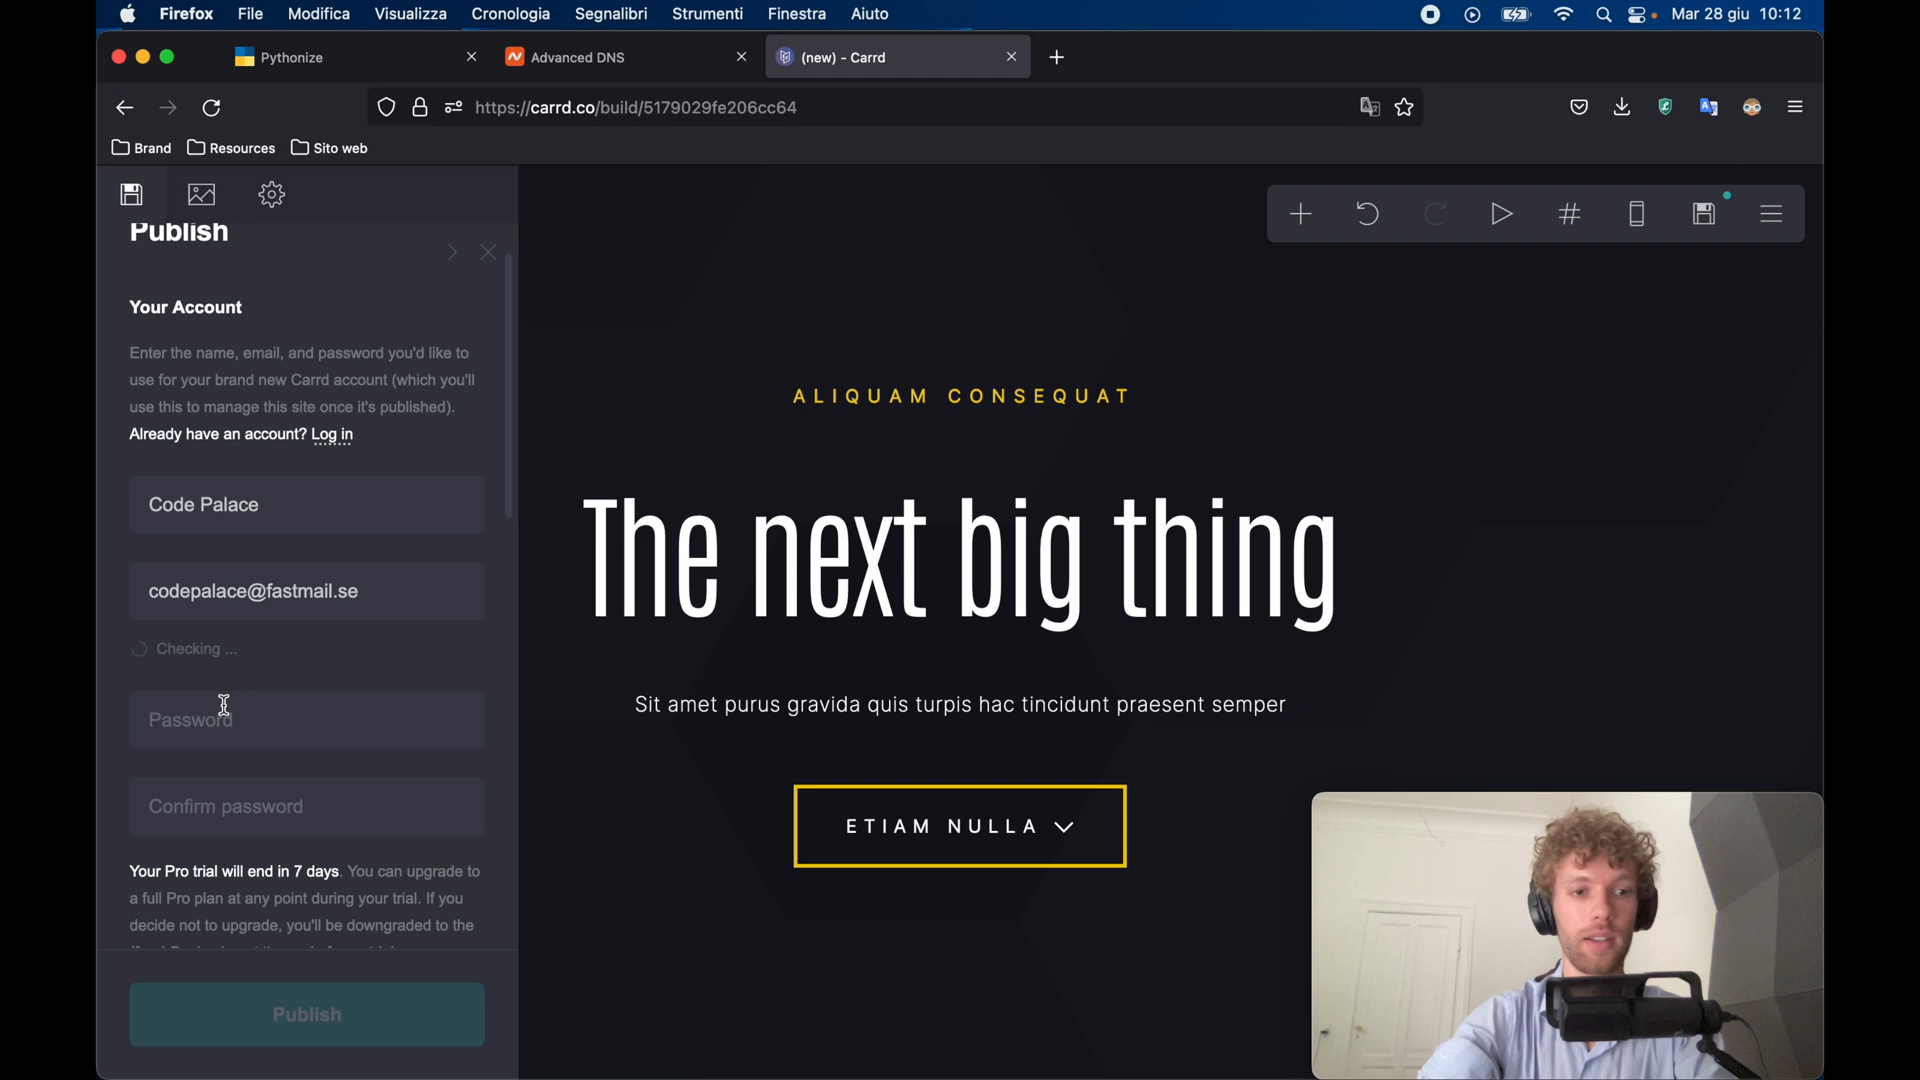 Firefox File Modifica Visualizza Cronologia Segnalibri Strumenti Finestra Aiuto Mar 28 giu 10:12
Pythonize Advanced DNS (new) - Carrd
https://carrd.co/build/5179029fe206cc64
Brand Resources Sito web
Publish
Your Account
Enter the name, email, and password you'd like to
use for your brand new Carrd account (which you'll
use this to manage this site once it's published).
Already have an account? Log in
Code Palace
codepalace@fastmail.se
Checking ...
Password
Confirm password
Your Pro trial will end in 7 days. You can upgrade to
a full Pro plan at any point during your trial. If you
decide not to upgrade, you'll be downgraded to the
Publish
ALIQUAM CONSEQUAT
The next big thing
Sit amet purus gravida quis turpis hac tincidunt praesent semper
ETIAM NULLA